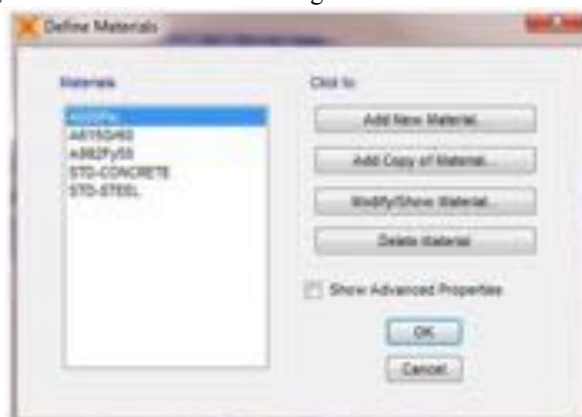 Define Materials
Materials
A615Gr60
A992Fy50
STD-CONCRETE
STD-STEEL
Click to:
Add New Material...
Add Copy of Material...
Modify/Show Material...
Delete Material
Show Advanced Properties
OK
Cancel